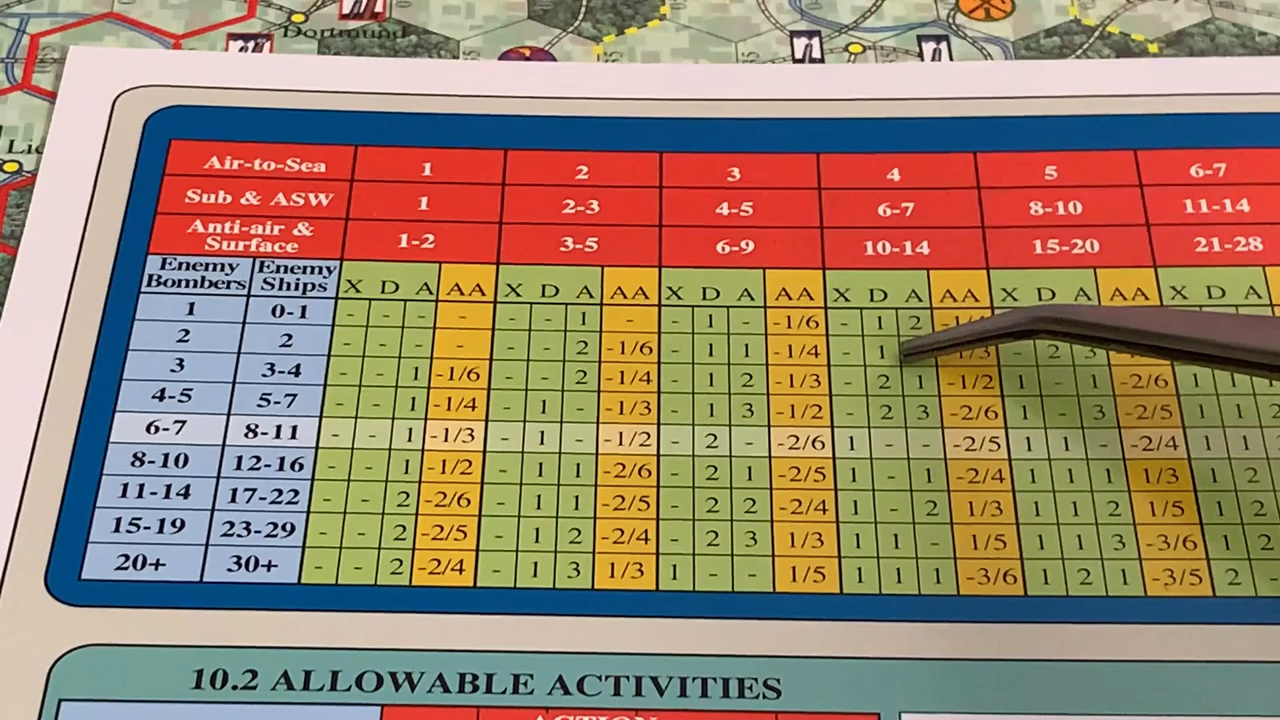 Dortmund
Air-to-Sea 1 2 3 4 5 6-7
Sub & ASW 1 2-3 4-5 6-7 8-10 11-14
Anti-air & Surface 1-2 3-5 6-9 10-14 15-20 21-28
Enemy Bombers Enemy Ships X D A AA X D A AA X D A AA X D A AA X D A AA X D A
1 0-1 - - - - - - 1 - - 1 - -1/6 - 1 2
2 2 - - - - - - 2 -1/6 - 1 1 -1/4 - 1 - 2
3 3-4 - - 1 -1/6 - - 2 -1/4 - 1 2 -1/3 - 2 1 -1/2 1 - 1 -2/6 1 1
4-5 5-7 - - 1 -1/4 - 1 - -1/3 - 1 3 -1/2 - 2 3 -2/6 1 - 3 -2/5 1 1 2
6-7 8-11 - - 1 -1/3 - 1 - -1/2 - 2 - -2/6 1 - - -2/5 1 1 - -2/4 1 1
8-10 12-16 - - 1 -1/2 - 1 1 -2/6 - 2 1 -2/5 1 - 1 -2/4 1 1 1 1/3 1 2
11-14 17-22 - - 2 -2/6 - 1 1 -2/5 - 2 2 -2/4 1 - 2 1/3 1 1 2 1/5 1 2
15-19 23-29 - - 2 -2/5 - 1 2 -2/4 - 2 3 1/3 1 1 - 1/5 1 1 3 -3/6 1 2
20+ 30+ - - 2 -2/4 - 1 3 1/3 1 - - 1/5 1 1 1 -3/6 1 2 1 -3/5 2 -
10.2 ALLOWABLE ACTIVITIES
ACTION